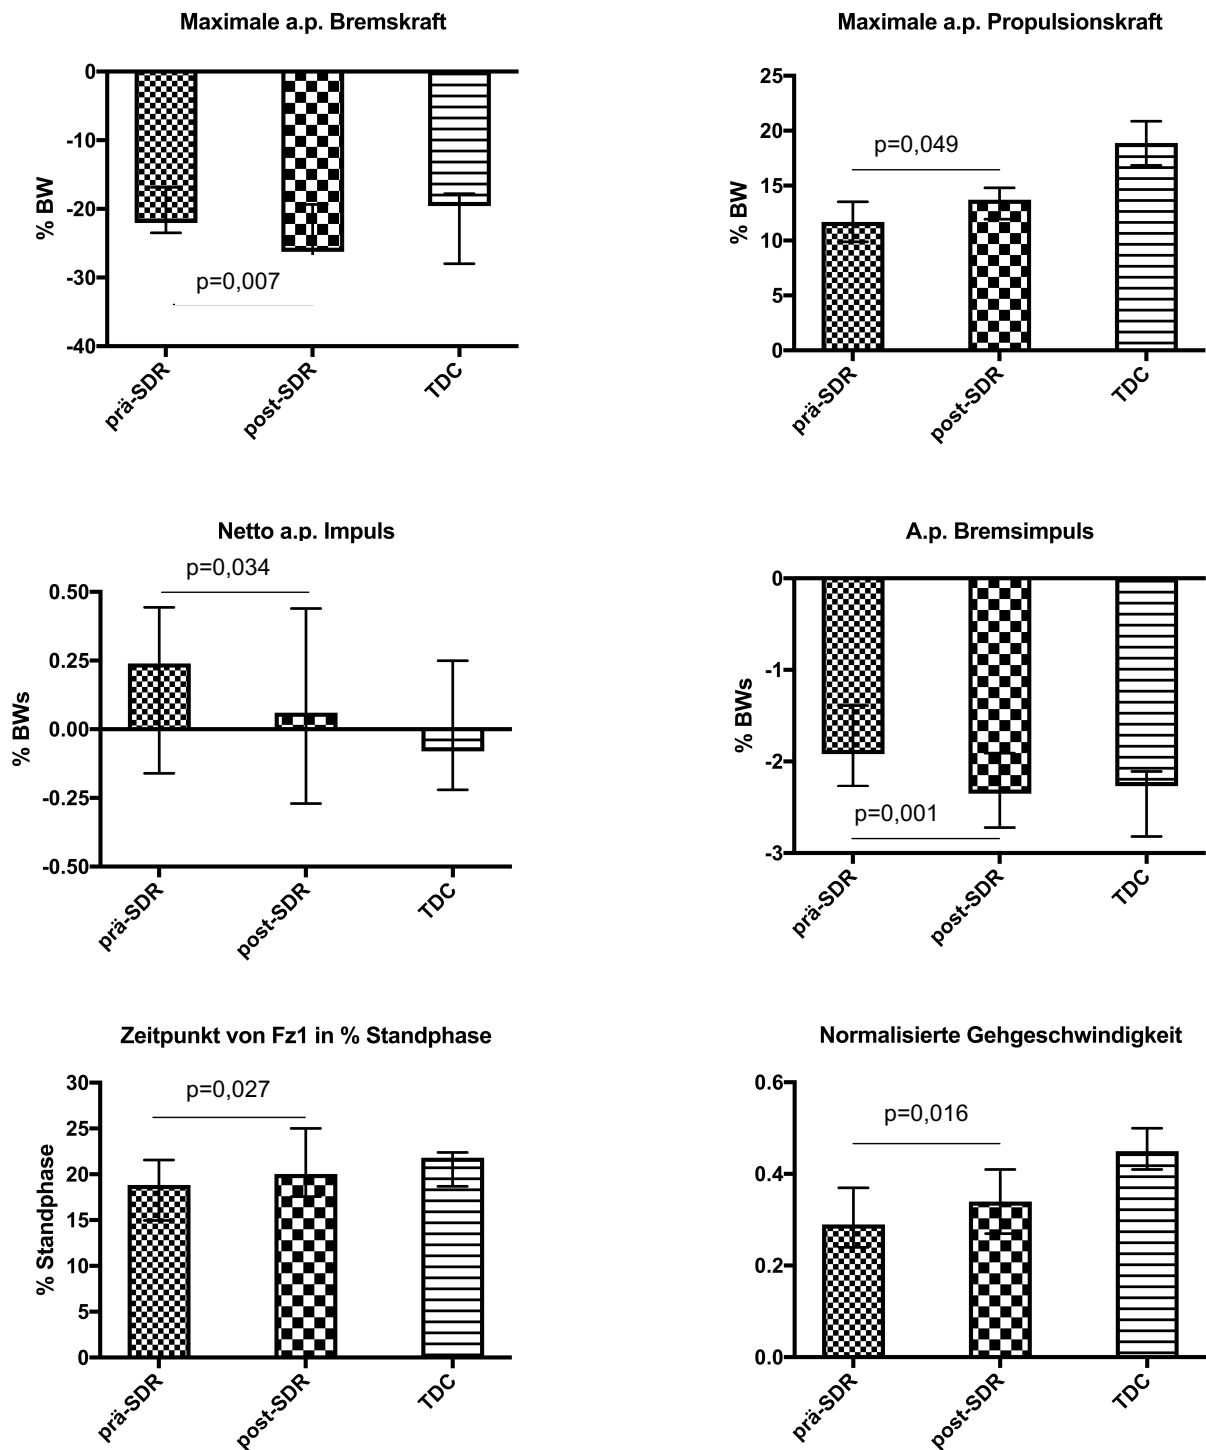 Maximale a.p. Bremskraft
0
-10
-20
-30
-40
% BW
p=0,007
prä-SDR
post-SDR
TDC
Maximale a.p. Propulsionskraft
25
20
15
10
5
0
% BW
p=0,049
prä-SDR
post-SDR
TDC
Netto a.p. Impuls
p=0,034
0.50
0.25
0.00
-0.25
-0.50
% BWs
prä-SDR
post-SDR
TDC
A.p. Bremsimpuls
0
-1
-2
-3
% BWs
p=0,001
prä-SDR
post-SDR
TDC
Zeitpunkt von Fz1 in % Standphase
30
25
20
15
10
5
0
% Standphase
p=0,027
prä-SDR
post-SDR
TDC
Normalisierte Gehgeschwindigkeit
0.6
0.4
0.2
0.0
p=0,016
prä-SDR
post-SDR
TDC